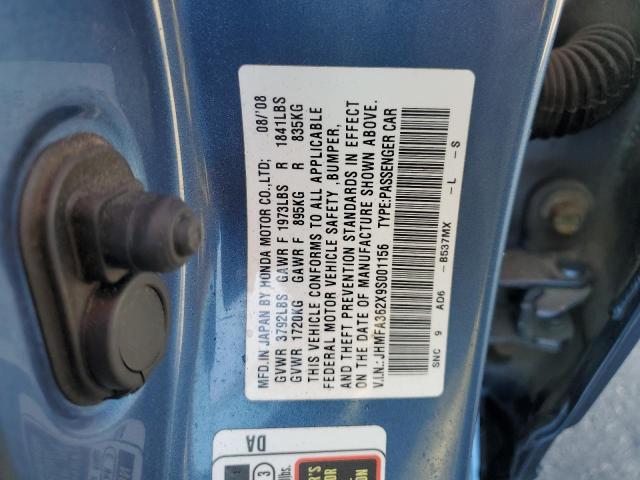 MFD.IN JAPAN BY HONDA MOTOR CO.,LTD; 08/'08
GVWR 3792LBS GAWR F 1973LBS R 1841LBS
GVWR 1720KG GAWR F 895KG R 835KG
THIS VEHICLE CONFORMS TO ALL APPLICABLE
FEDERAL MOTOR VEHICLE SAFETY, BUMPER,
AND THEFT PREVENTION STANDARDS IN EFFECT
ON THE DATE OF MANUFACTURE SHOWN ABOVE.
V.I.N.: JHMFA362X9S001156 TYPE:PASSENGER CAR
SNC 9 AD6 - B537MX - L - S
DA
3
lbs.